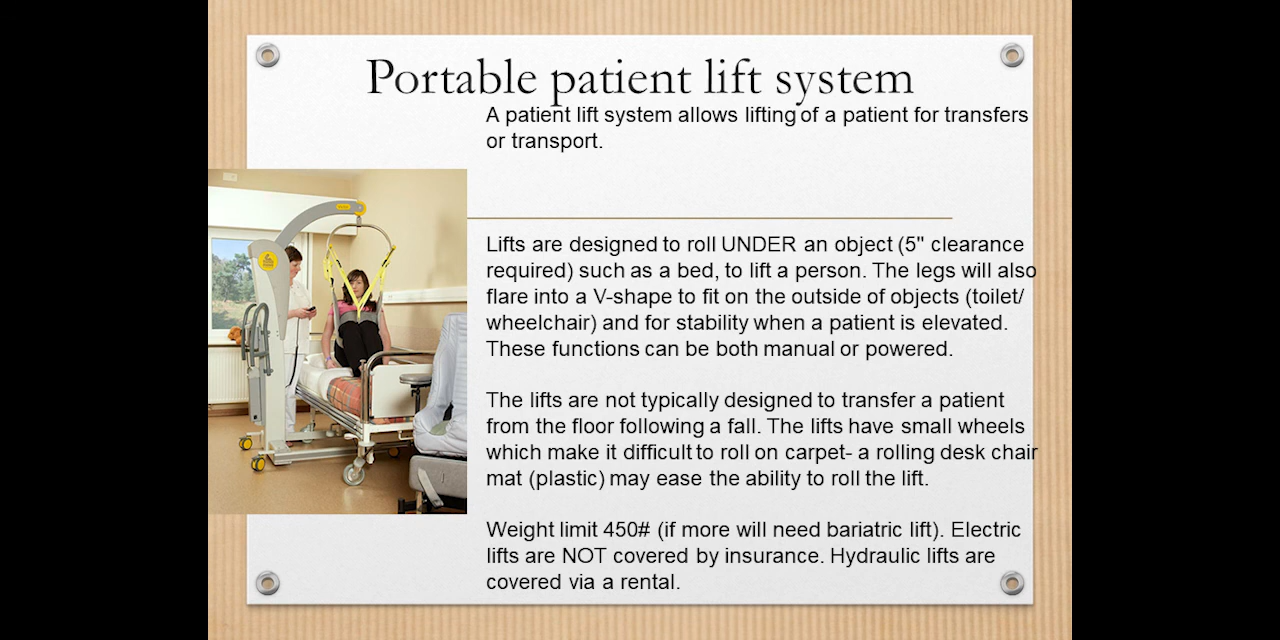 Portable patient lift system
A patient lift system allows lifting of a patient for transfers
or transport.
Lifts are designed to roll UNDER an object (5" clearance
required) such as a bed, to lift a person. The legs will also
flare into a V-shape to fit on the outside of objects (toilet/
wheelchair) and for stability when a patient is elevated.
These functions can be both manual or powered.
The lifts are not typically designed to transfer a patient
from the floor following a fall. The lifts have small wheels
which make it difficult to roll on carpet- a rolling desk chair
mat (plastic) may ease the ability to roll the lift.
Weight limit 450# (if more will need bariatric lift). Electric
lifts are NOT covered by insurance. Hydraulic lifts are
covered via a rental.